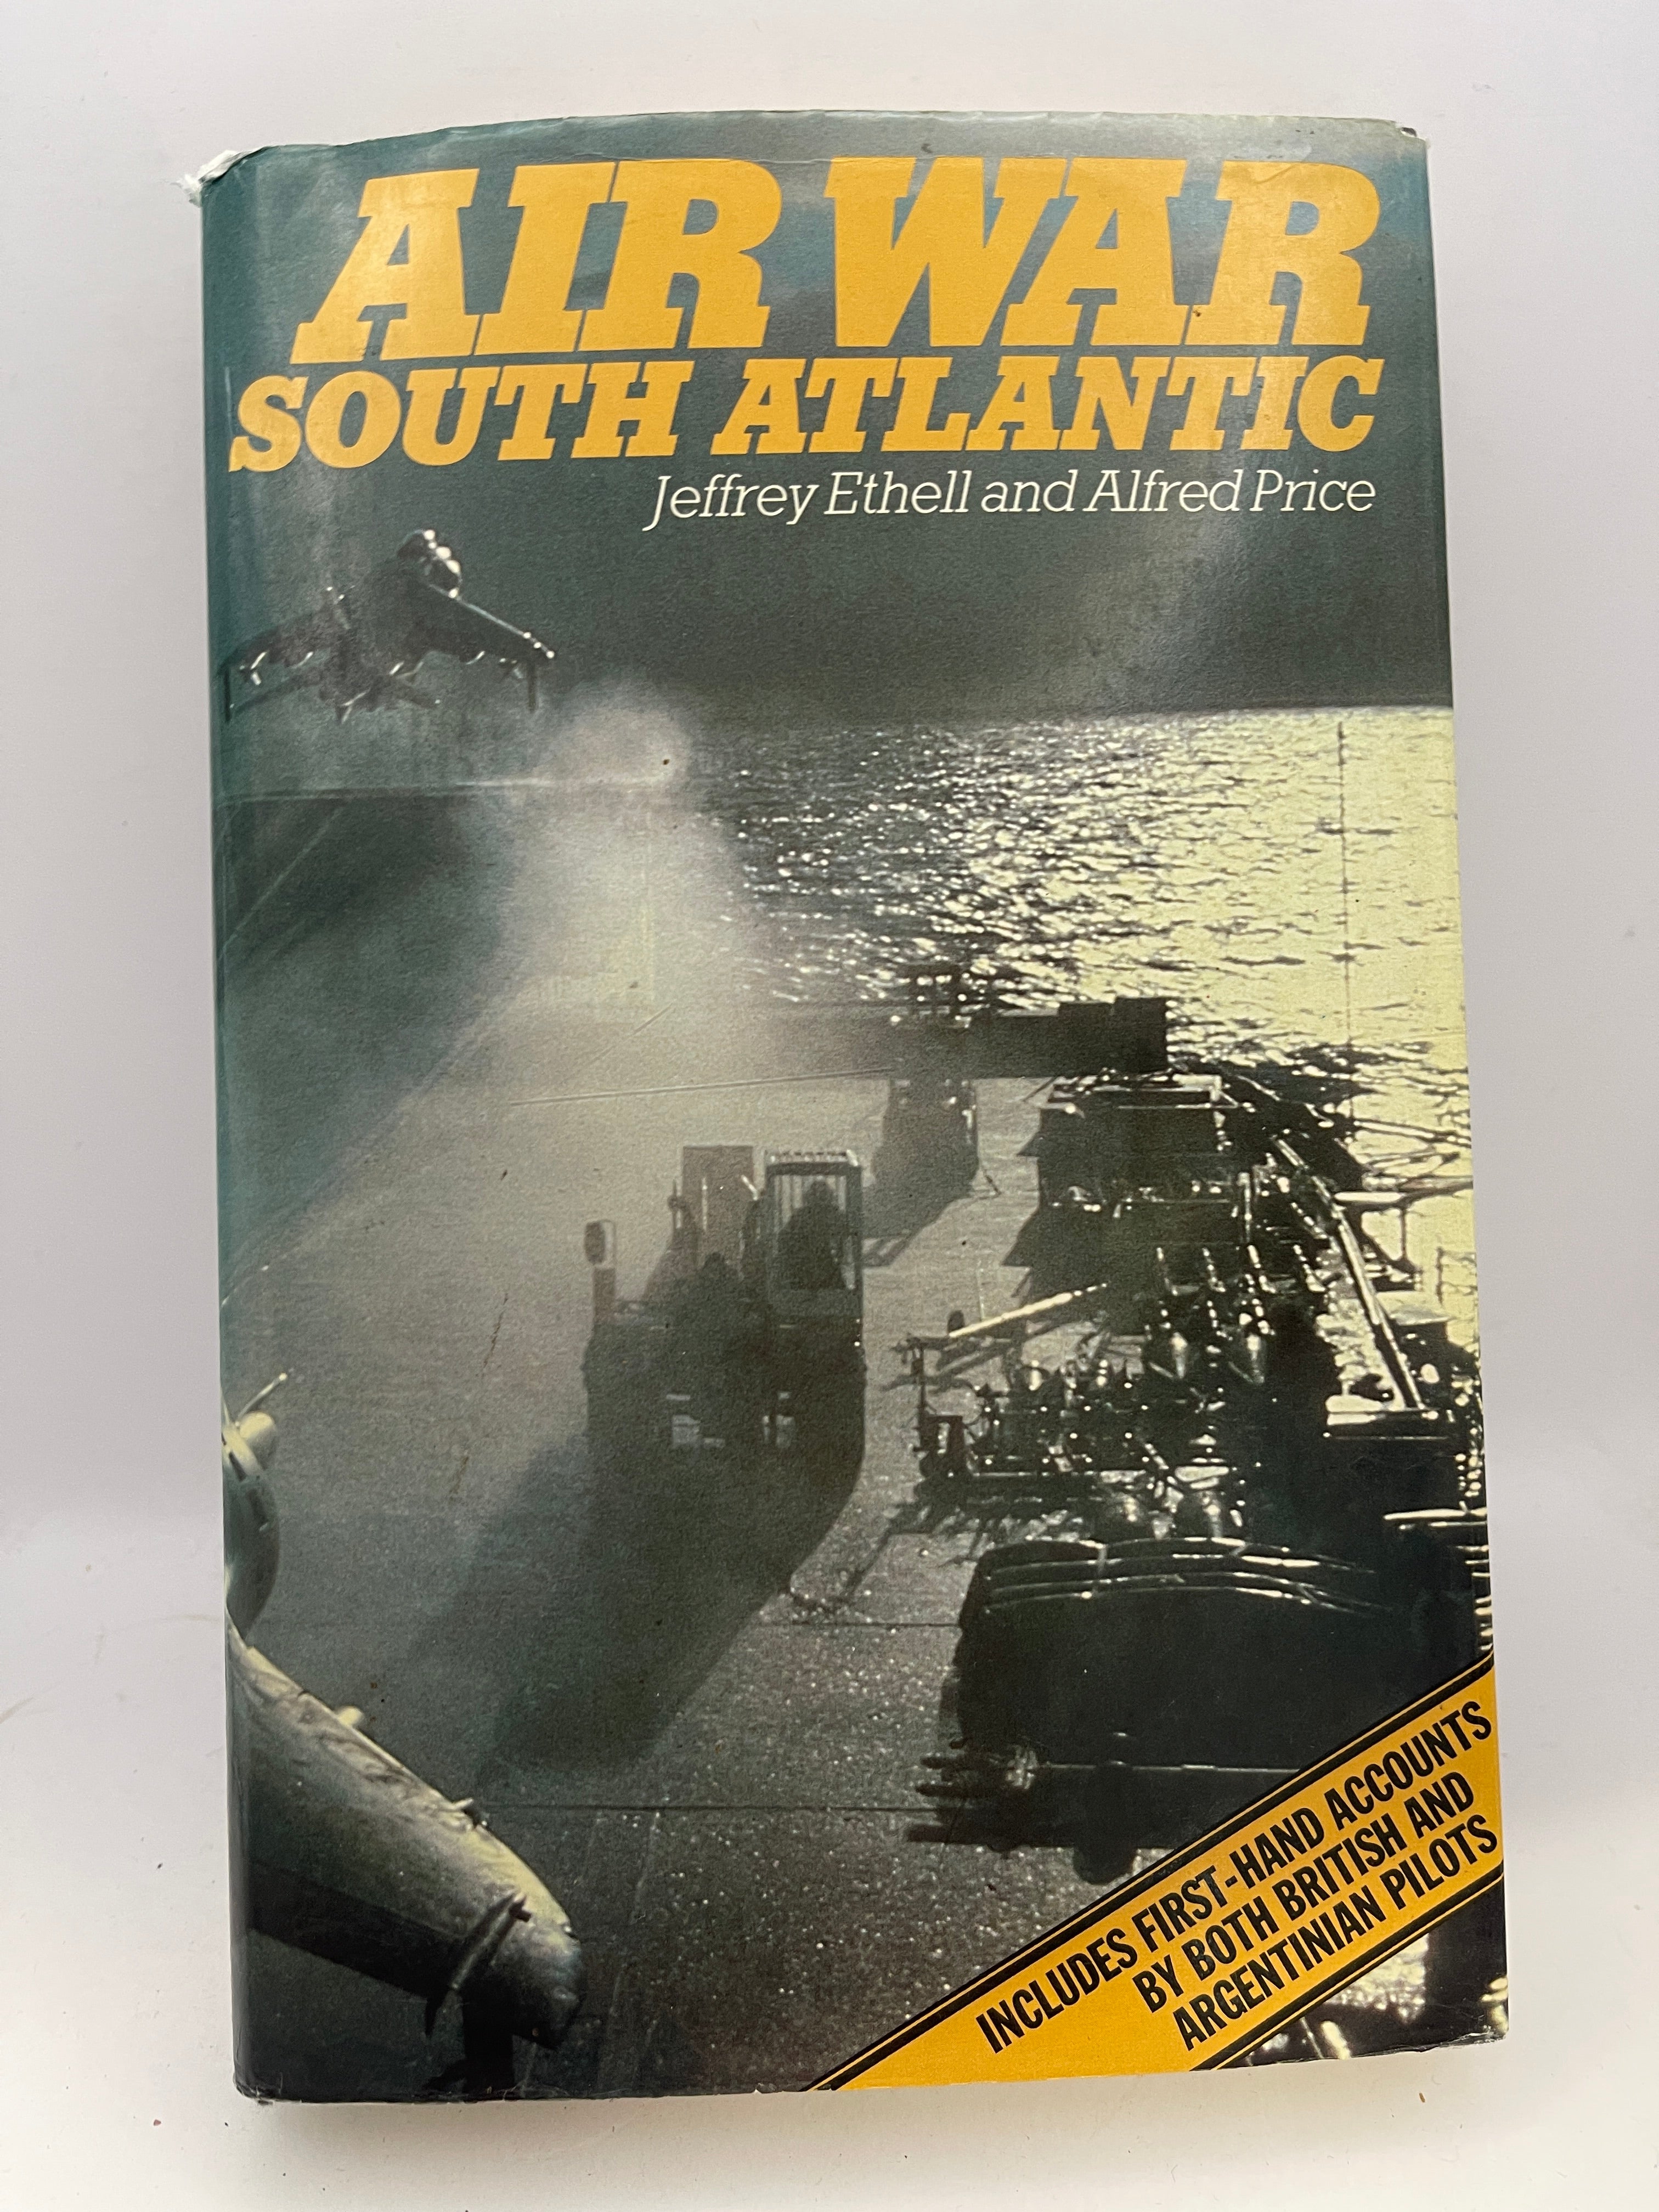 AIR WAR
SOUTH ATLANTIC
Jeffrey Ethell and Alfred Price
INCLUDES FIRST-HAND ACCOUNTS
BY BOTH BRITISH AND
ARGENTINIAN PILOTS